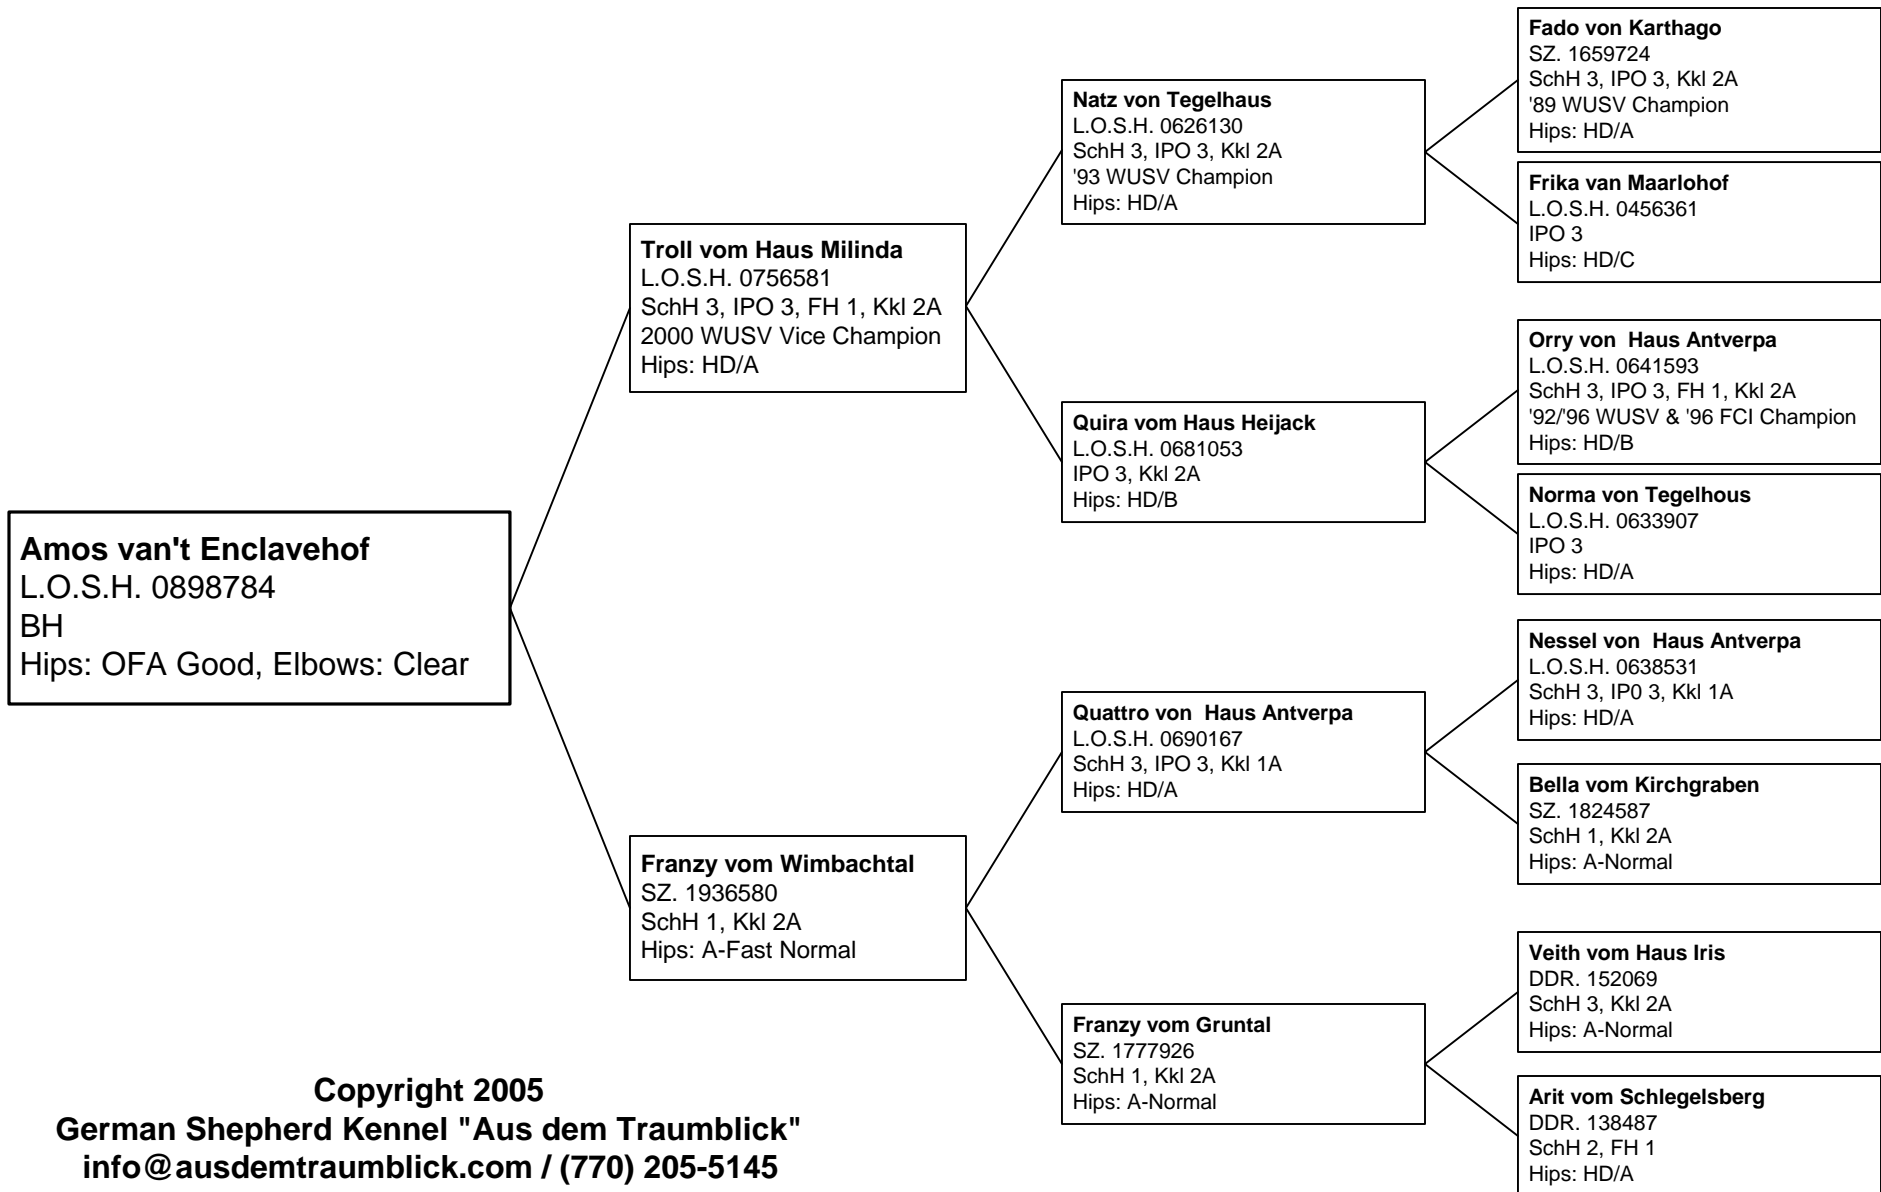 Amos van't Enclavehof
L.O.S.H. 0898784
BH
Hips: OFA Good, Elbows: Clear
Troll vom Haus Milinda
L.O.S.H. 0756581
SchH 3, IPO 3, FH 1, Kkl 2A
2000 WUSV Vice Champion
Hips: HD/A
Franzy vom Wimbachtal
SZ. 1936580
SchH 1, Kkl 2A
Hips: A-Fast Normal
Natz von Tegelhaus
L.O.S.H. 0626130
SchH 3, IPO 3, Kkl 2A
'93 WUSV Champion
Hips: HD/A
Quira vom Haus Heijack
L.O.S.H. 0681053
IPO 3, Kkl 2A
Hips: HD/B
Quattro von  Haus Antverpa
L.O.S.H. 0690167
SchH 3, IPO 3, Kkl 1A
Hips: HD/A
Franzy vom Gruntal
SZ. 1777926
SchH 1, Kkl 2A
Hips: A-Normal
Fado von Karthago
SZ. 1659724
SchH 3, IPO 3, Kkl 2A
'89 WUSV Champion
Hips: HD/A
Frika van Maarlohof
L.O.S.H. 0456361
IPO 3
Hips: HD/C
Orry von  Haus Antverpa
L.O.S.H. 0641593
SchH 3, IPO 3, FH 1, Kkl 2A
'92/'96 WUSV & '96 FCI Champion
Hips: HD/B
Norma von Tegelhous
L.O.S.H. 0633907
IPO 3
Hips: HD/A
Nessel von  Haus Antverpa
L.O.S.H. 0638531
SchH 3, IP0 3, Kkl 1A
Hips: HD/A
Bella vom Kirchgraben
SZ. 1824587
SchH 1, Kkl 2A
Hips: A-Normal
Veith vom Haus Iris
DDR. 152069
SchH 3, Kkl 2A
Hips: A-Normal
Arit vom Schlegelsberg
DDR. 138487
SchH 2, FH 1
Hips: HD/A
Copyright 2005
German Shepherd Kennel "Aus dem Traumblick"
info@ausdemtraumblick.com / (770) 205-5145